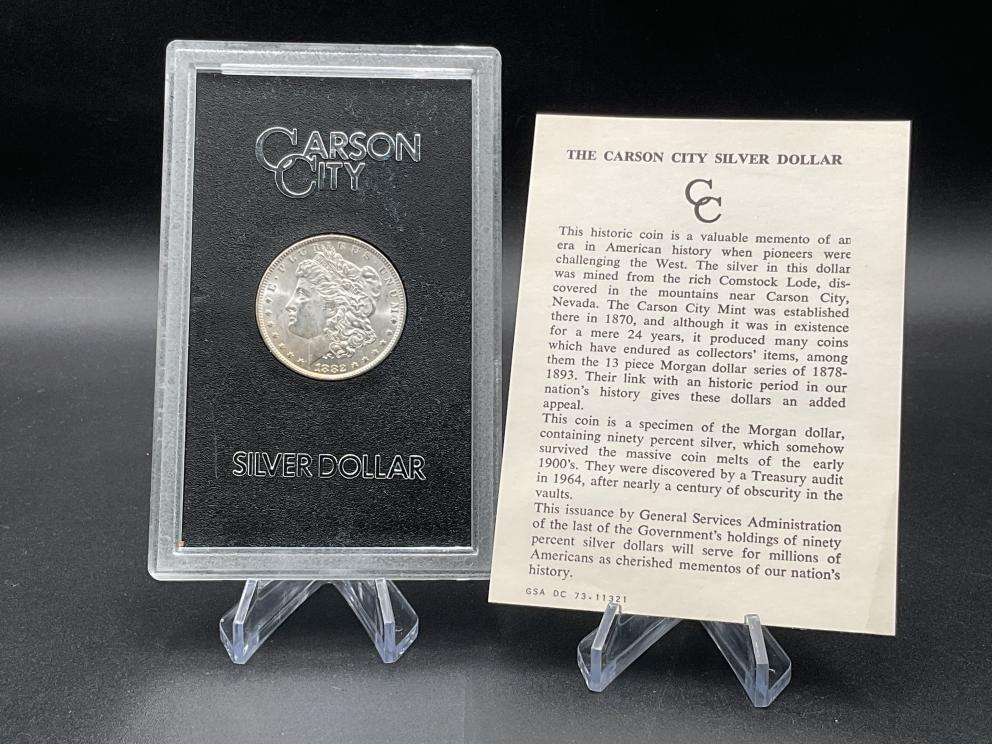 CARSON
CITY
E · PLURIBUS · UNUM
1882
SILVER DOLLAR
THE CARSON CITY SILVER DOLLAR
CC
This historic coin is a valuable memento of an
era in American history when pioneers were
challenging the West. The silver in this dollar
was mined from the rich Comstock Lode, dis-
covered in the mountains near Carson City,
Nevada. The Carson City Mint was established
there in 1870, and although it was in existence
for a mere 24 years, it produced many coins
which have endured as collectors' items, among
them the 13 piece Morgan dollar series of 1878-
1893. Their link with an historic period in our
nation's history gives these dollars an added
appeal.
This coin is a specimen of the Morgan dollar,
containing ninety percent silver, which somehow
survived the massive coin melts of the early
1900's. They were discovered by a Treasury audit
in 1964, after nearly a century of obscurity in the
vaults.
This issuance by General Services Administration
of the last of the Government's holdings of ninety
percent silver dollars will serve for millions of
Americans as cherished mementos of our nation's
history.
GSA DC 73-11321